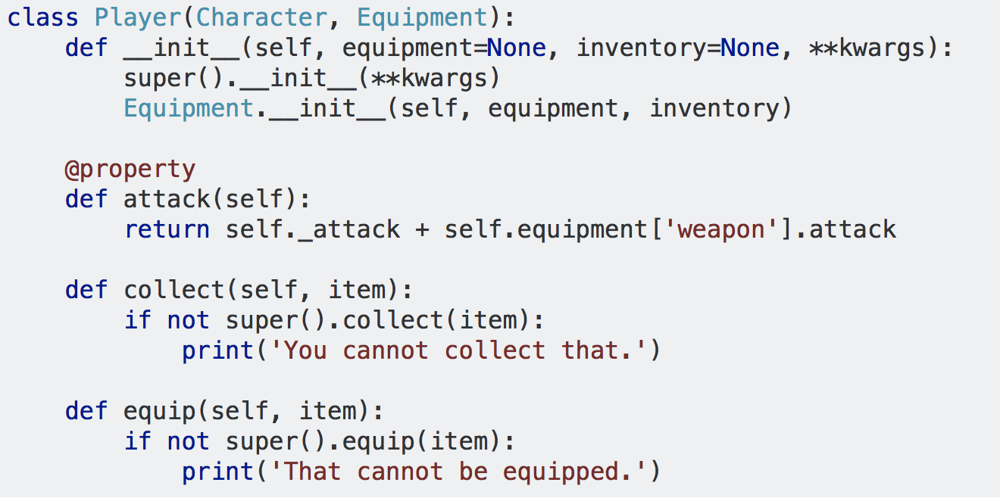 class Player(Character, Equipment):
    def __init__(self, equipment=None, inventory=None, **kwargs):
        super().__init__(**kwargs)
        Equipment.__init__(self, equipment, inventory)

    @property
    def attack(self):
        return self._attack + self.equipment['weapon'].attack

    def collect(self, item):
        if not super().collect(item):
            print('You cannot collect that.')

    def equip(self, item):
        if not super().equip(item):
            print('That cannot be equipped.')